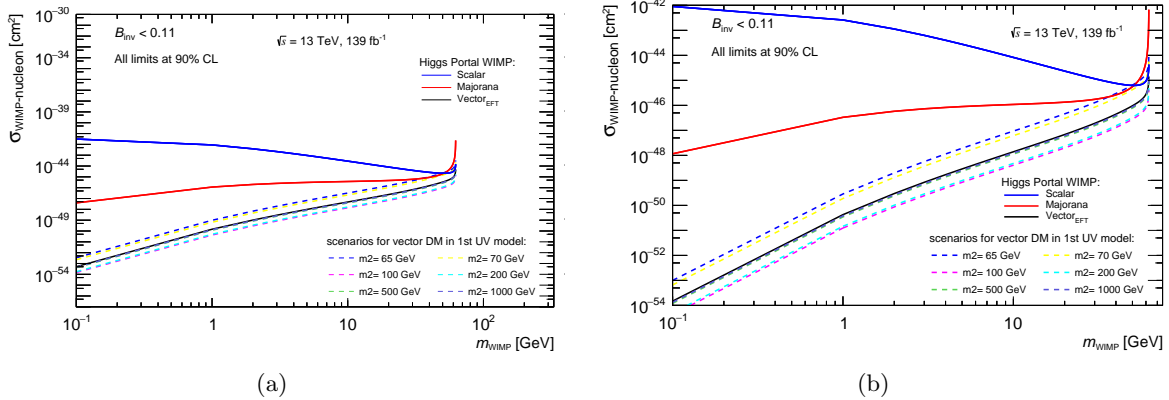 σWIMP-nucleon [cm²]
10⁻³⁰
10⁻³⁴
10⁻³⁹
10⁻⁴⁴
10⁻⁴⁹
10⁻⁵⁴
B_inv < 0.11
√s = 13 TeV, 139 fb⁻¹
All limits at 90% CL
Higgs Portal WIMP:
Scalar
Majorana
Vector_EFT
scenarios for vector DM in 1st UV model:
m2= 65 GeV
m2= 70 GeV
m2= 100 GeV
m2= 200 GeV
m2= 500 GeV
m2= 1000 GeV
10⁻¹
1
10
10²
m_WIMP [GeV]
(a)
σWIMP-nucleon [cm²]
10⁻⁴²
10⁻⁴⁴
10⁻⁴⁶
10⁻⁴⁸
10⁻⁵⁰
10⁻⁵²
10⁻⁵⁴
B_inv < 0.11
√s = 13 TeV, 139 fb⁻¹
All limits at 90% CL
Higgs Portal WIMP:
Scalar
Majorana
Vector_EFT
scenarios for vector DM in 1st UV model:
m2= 65 GeV
m2= 70 GeV
m2= 100 GeV
m2= 200 GeV
m2= 500 GeV
m2= 1000 GeV
10⁻¹
1
10
m_WIMP [GeV]
(b)